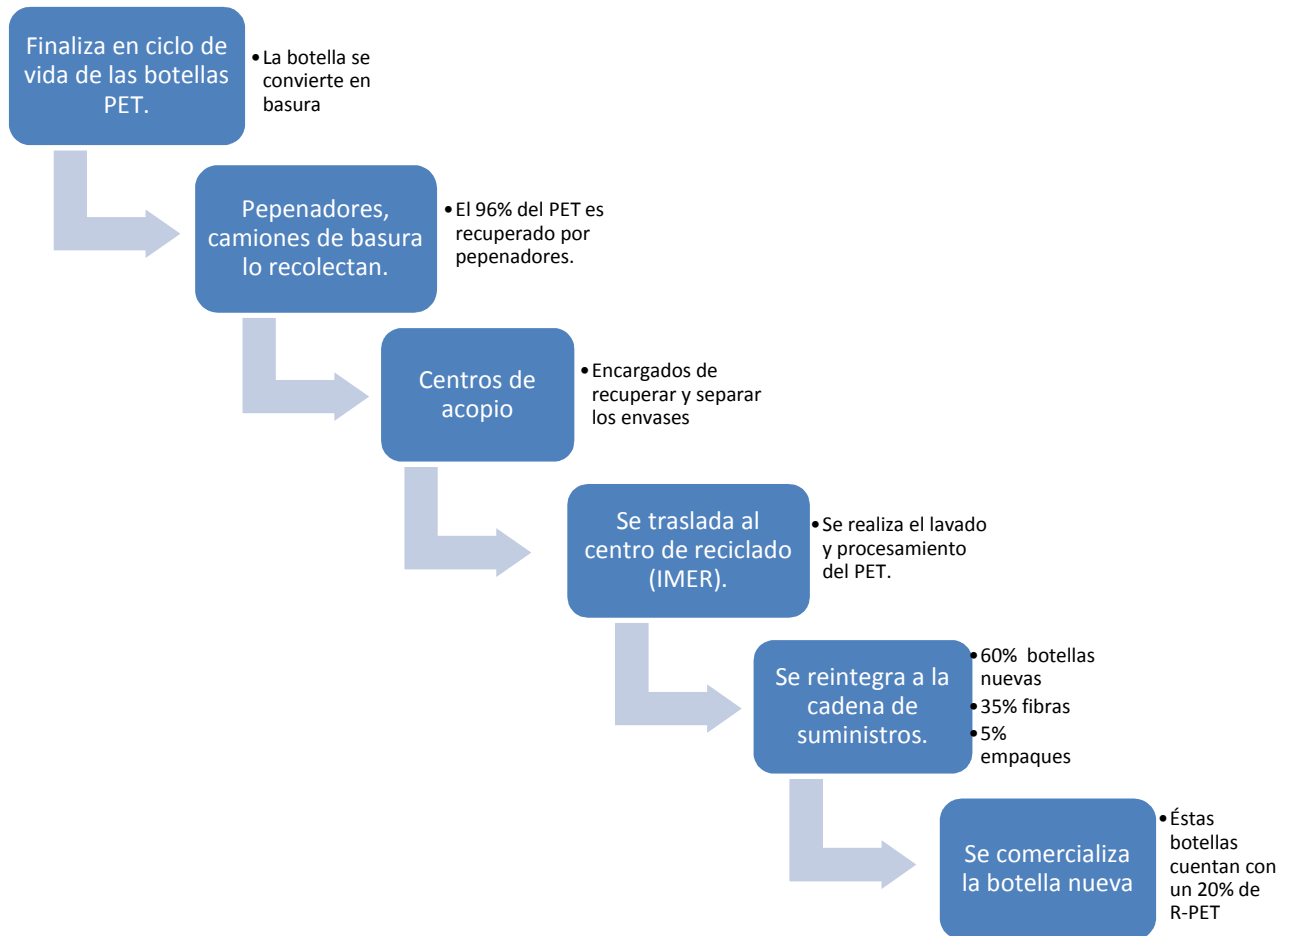 Finaliza en ciclo de
vida de las botellas
PET.
•La botella se
convierte en
basura
Pepenadores,
camiones de basura
lo recolectan.
•El 96% del PET es
recuperado por
pepenadores.
Centros de
acopio
•Encargados de
recuperar y separar
los envases
Se traslada al
centro de reciclado
(IMER).
•Se realiza el lavado
y procesamiento
del PET.
Se reintegra a la
cadena de
suministros.
•60% botellas
nuevas
•35% fibras
•5%
empaques
Se comercializa
la botella nueva
•Éstas
botellas
cuentan con
un 20% de
R-PET